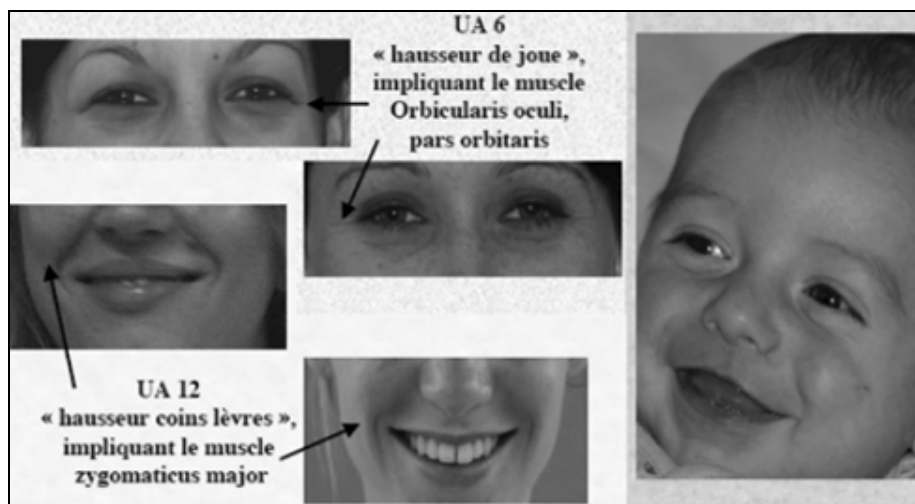 UA 6
« hausseur de joue »,
impliquant le muscle
Orbicularis oculi,
pars orbitaris
UA 12
« hausseur coins lèvres »,
impliquant le muscle
zygomaticus major